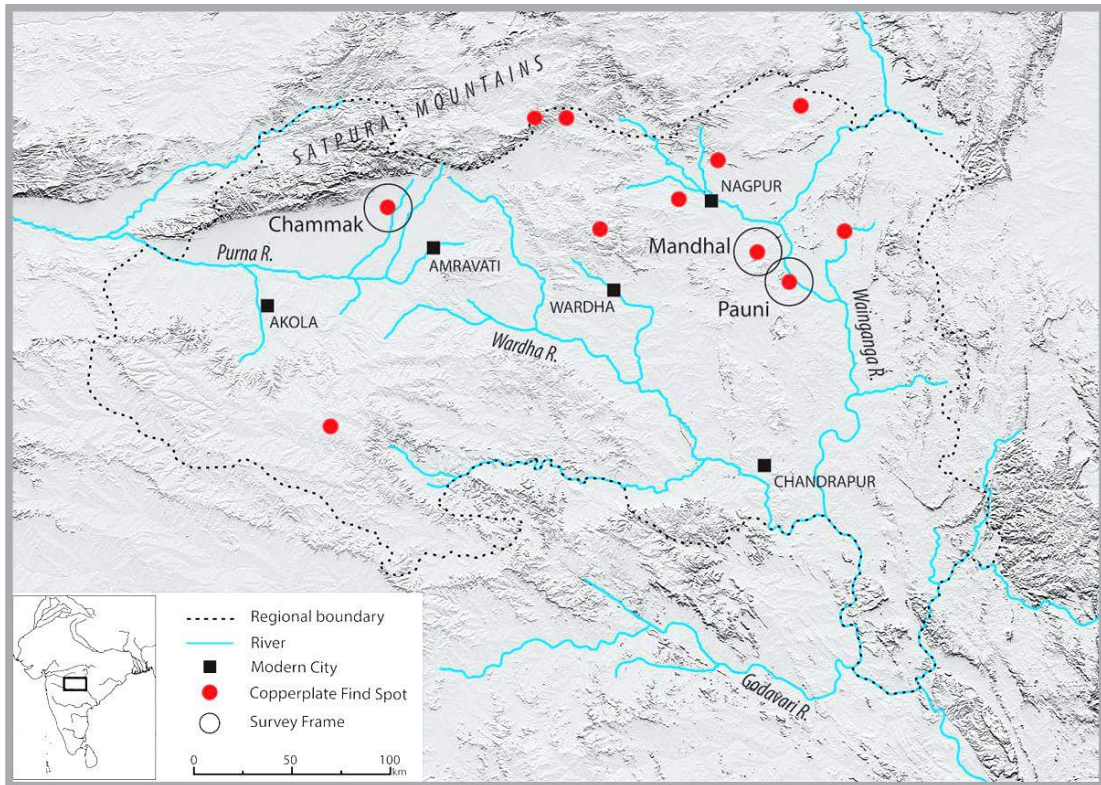 SATPURA MOUNTAINS
NAGPUR
Chammak
Mandhal
Purna R.
AMRAVATI
WARDHA
Pauni
AKOLA
Wardha R.
Wainganga R.
CHANDRAPUR
Godavari R.
Regional boundary
River
Modern City
Copperplate Find Spot
Survey Frame
0 50 100
km